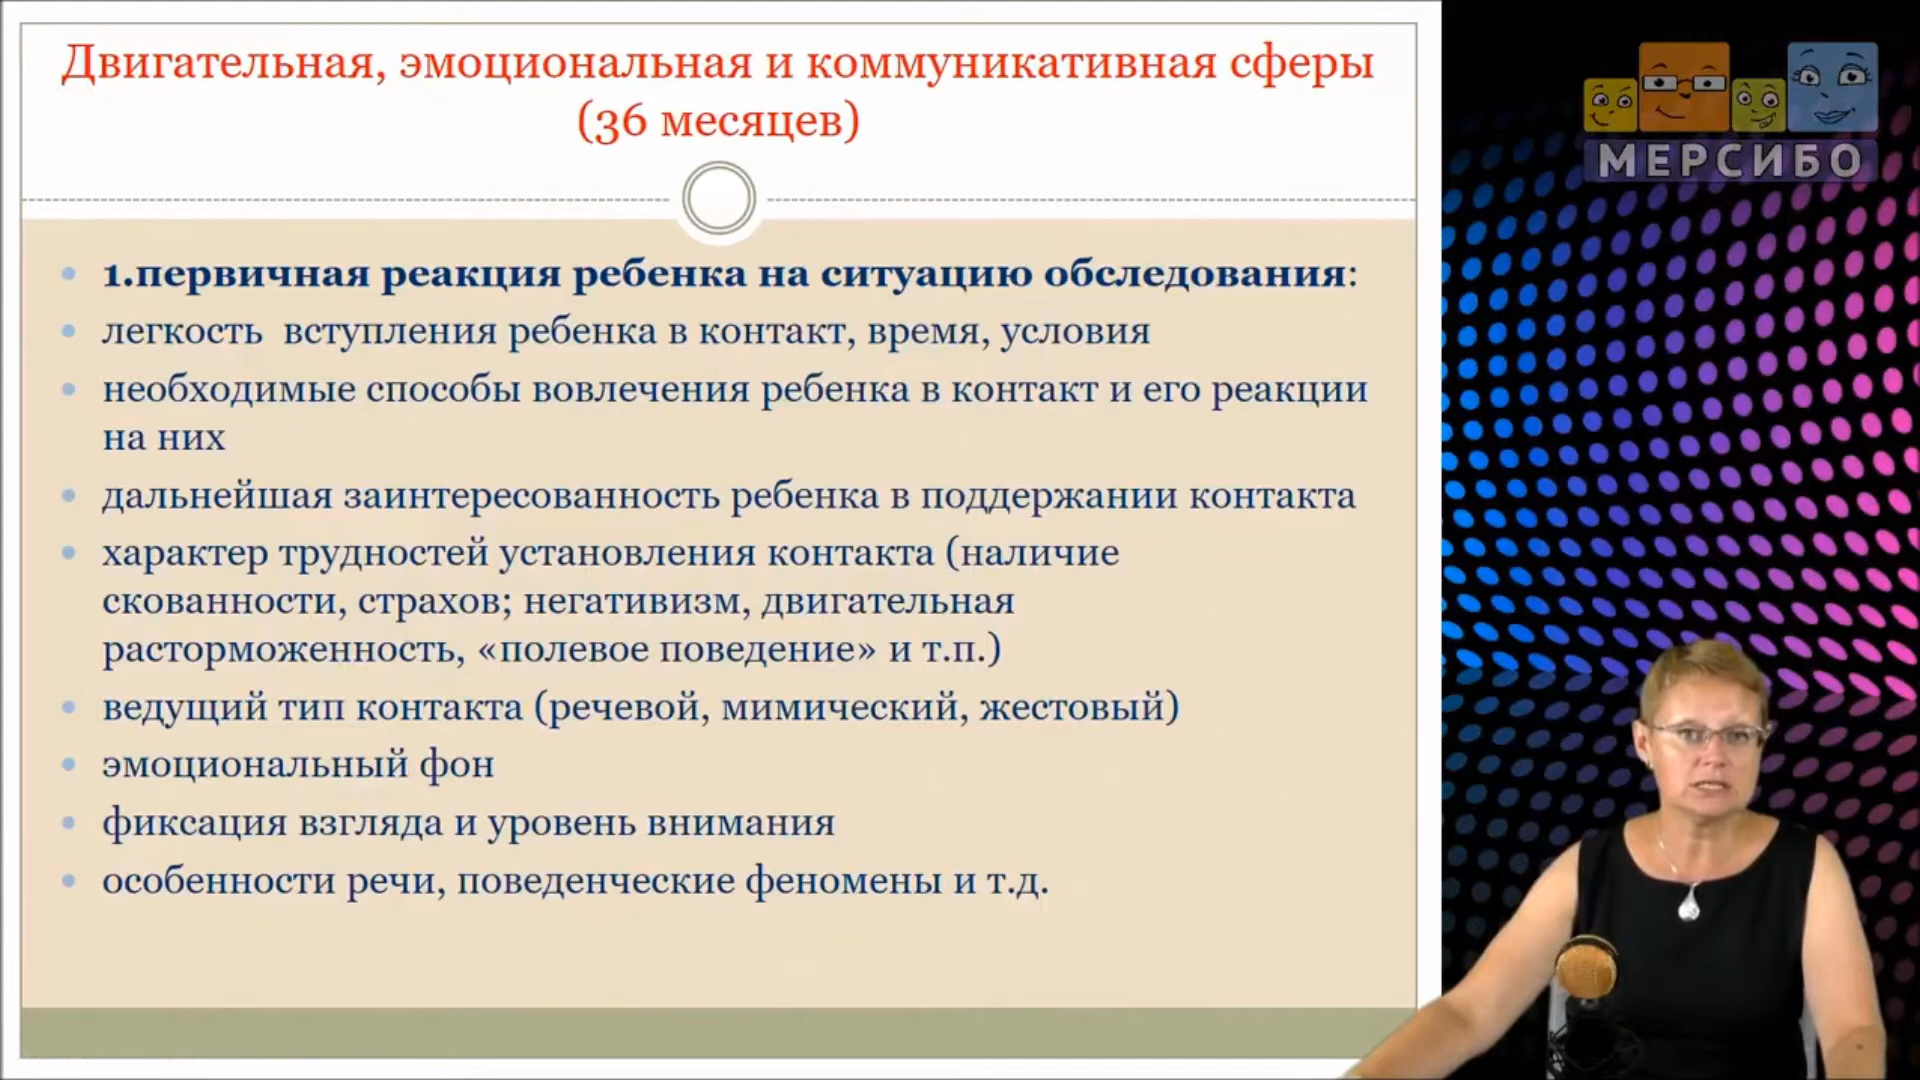 Двигательная, эмоциональная и коммуникативная сферы
(36 месяцев)
1.первичная реакция ребенка на ситуацию обследования:
легкость вступления ребенка в контакт, время, условия
необходимые способы вовлечения ребенка в контакт и его реакции
на них
дальнейшая заинтересованность ребенка в поддержании контакта
характер трудностей установления контакта (наличие
скованности, страхов; негативизм, двигательная
расторможенность, «полевое поведение» и т.п.)
ведущий тип контакта (речевой, мимический, жестовый)
эмоциональный фон
фиксация взгляда и уровень внимания
особенности речи, поведенческие феномены и т.д.
МЕРСИБО